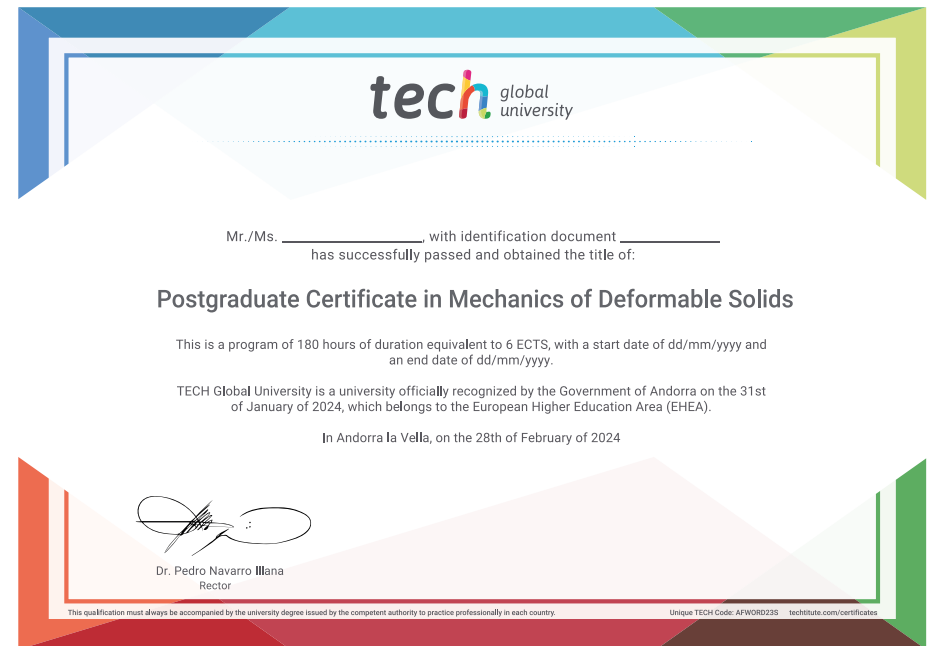 tech global university
Mr./Ms. ____________, with identification document ____________
has successfully passed and obtained the title of:
Postgraduate Certificate in Mechanics of Deformable Solids
This is a program of 180 hours of duration equivalent to 6 ECTS, with a start date of dd/mm/yyyy and
an end date of dd/mm/yyyy.
TECH Global University is a university officially recognized by the Government of Andorra on the 31st
of January of 2024, which belongs to the European Higher Education Area (EHEA).
In Andorra la Vella, on the 28th of February of 2024
Dr. Pedro Navarro Illana
Rector
This qualification must always be accompanied by the university degree issued by the competent authority to practice professionally in each country.
Unique TECH Code: AFWORD23S techtitute.com/certificates